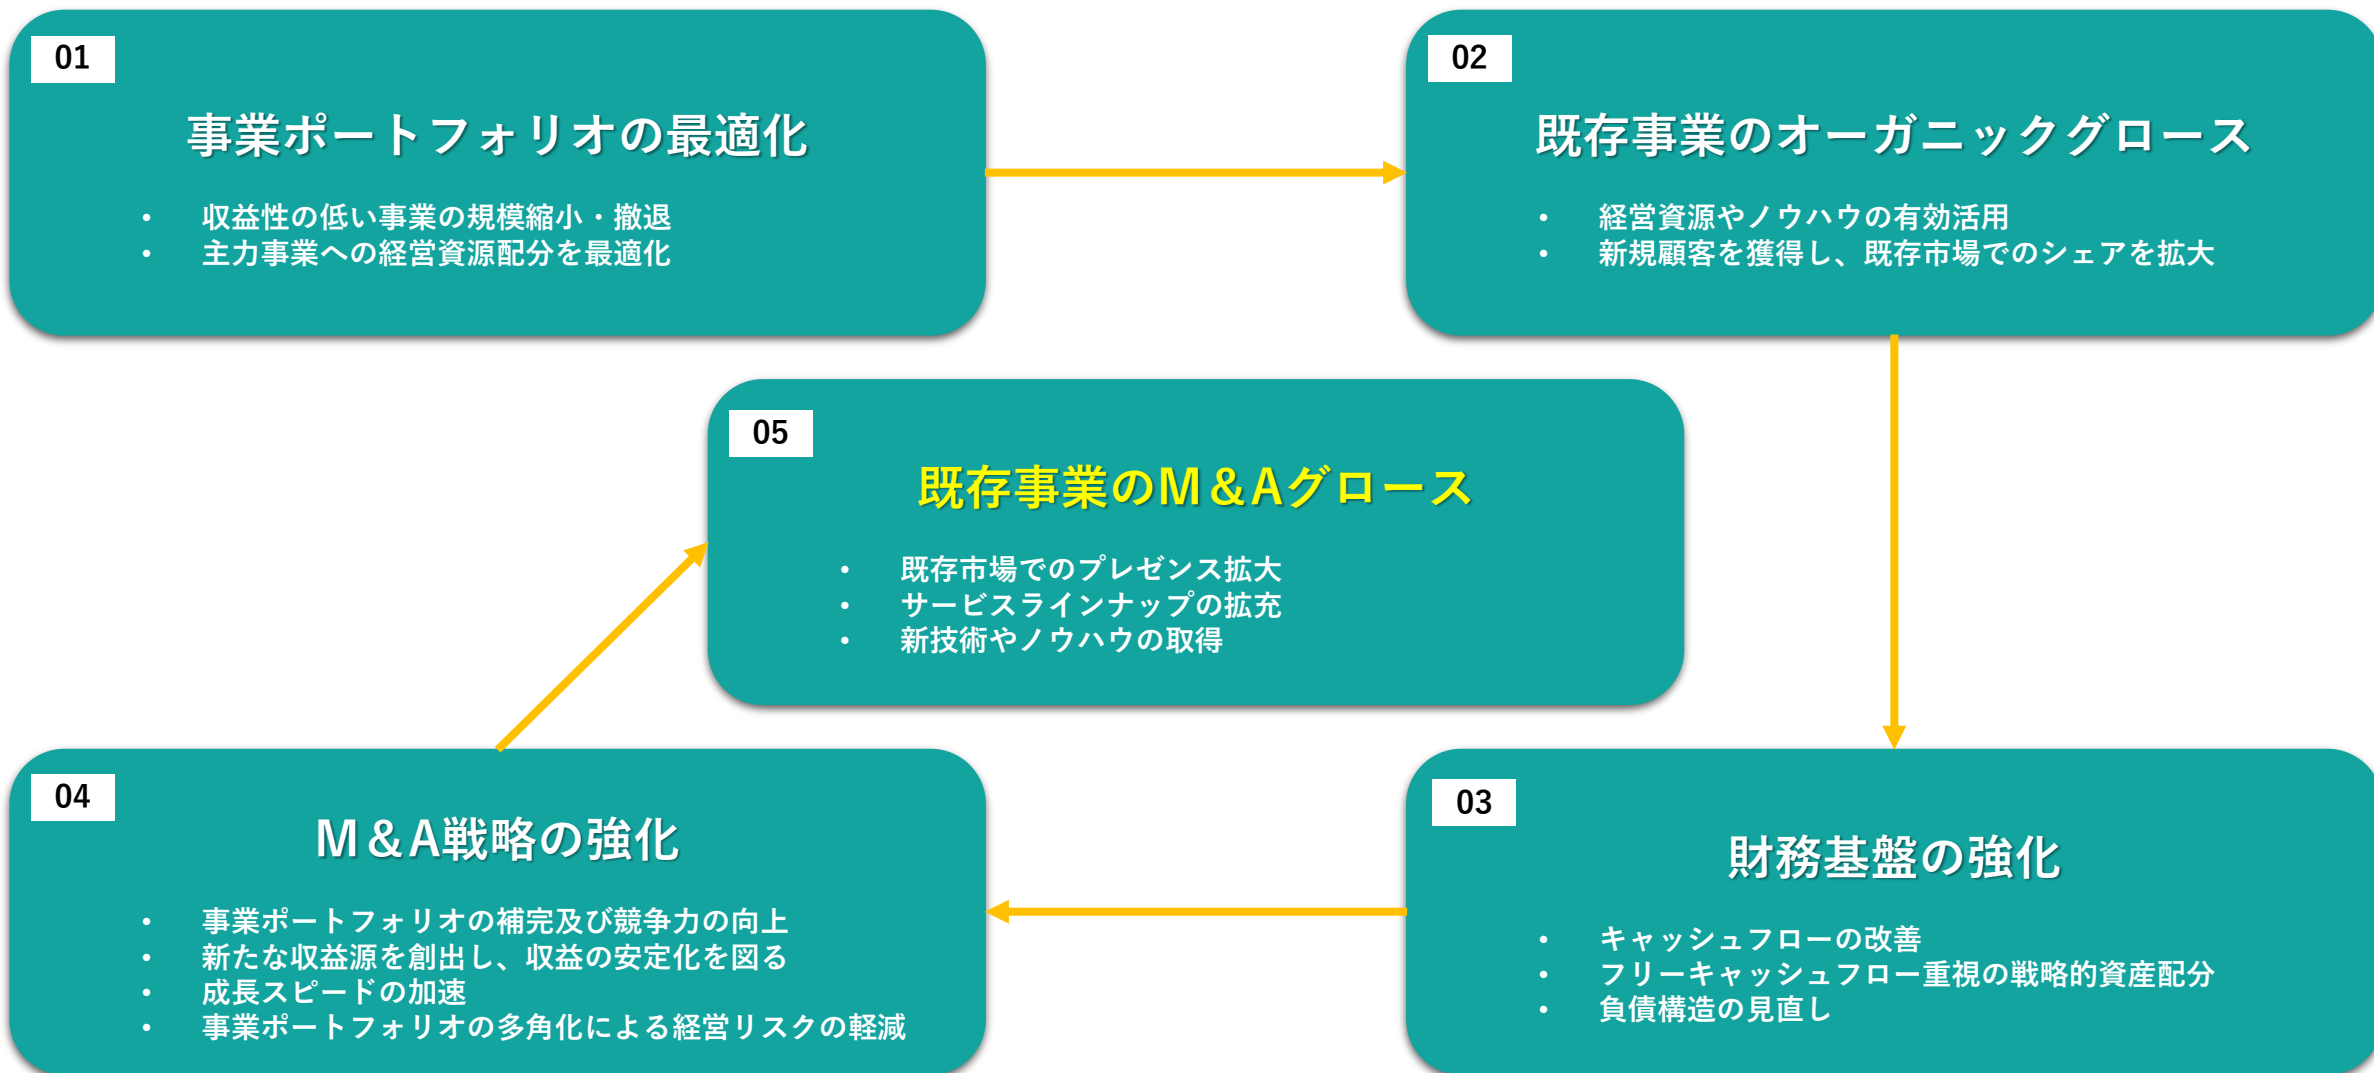 01
事業ポートフォリオの最適化
• 収益性の低い事業の規模縮小・撤退
• 主力事業への経営資源配分を最適化
02
既存事業のオーガニックグロース
• 経営資源やノウハウの有効活用
• 新規顧客を獲得し、既存市場でのシェアを拡大
05
既存事業のM＆Aグロース
• 既存市場でのプレゼンス拡大
• サービスラインナップの拡充
• 新技術やノウハウの取得
04
M＆A戦略の強化
• 事業ポートフォリオの補完及び競争力の向上
• 新たな収益源を創出し、収益の安定化を図る
• 成長スピードの加速
• 事業ポートフォリオの多角化による経営リスクの軽減
03
財務基盤の強化
• キャッシュフローの改善
• フリーキャッシュフロー重視の戦略的資産配分
• 負債構造の見直し